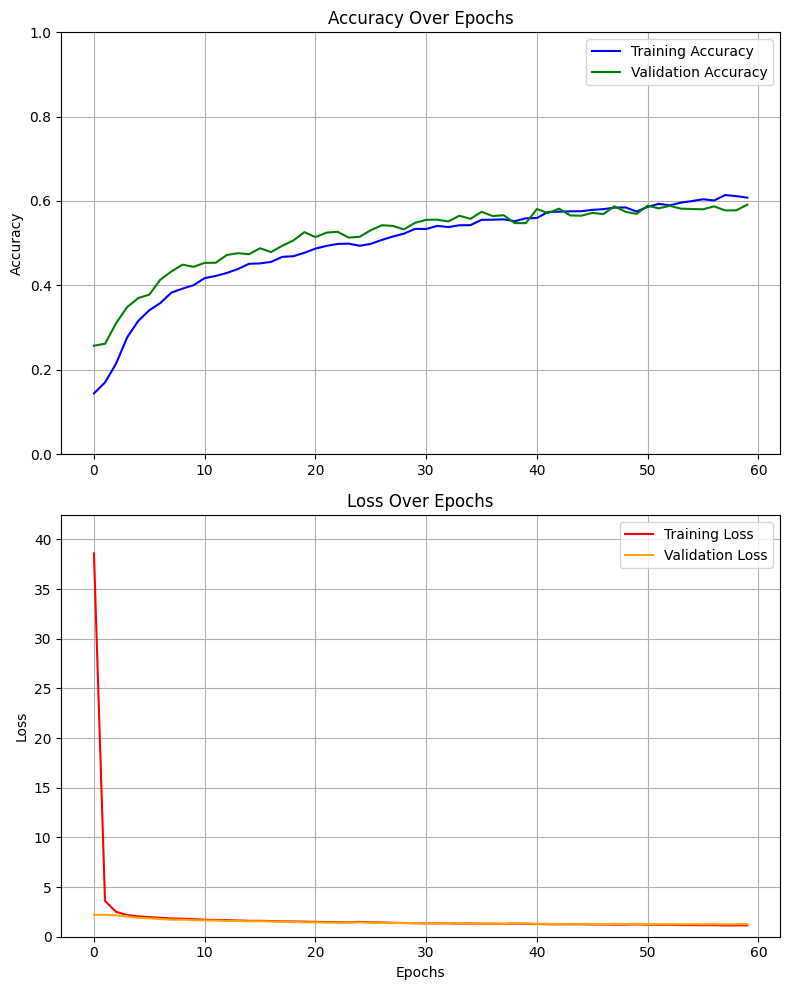 Accuracy Over Epochs
1.0
0.8
0.6
0.4
0.2
0.0
Accuracy
Training Accuracy
Validation Accuracy
0 10 20 30 40 50 60
Loss Over Epochs
40
35
30
25
20
15
10
5
0
Loss
Training Loss
Validation Loss
0 10 20 30 40 50 60
Epochs